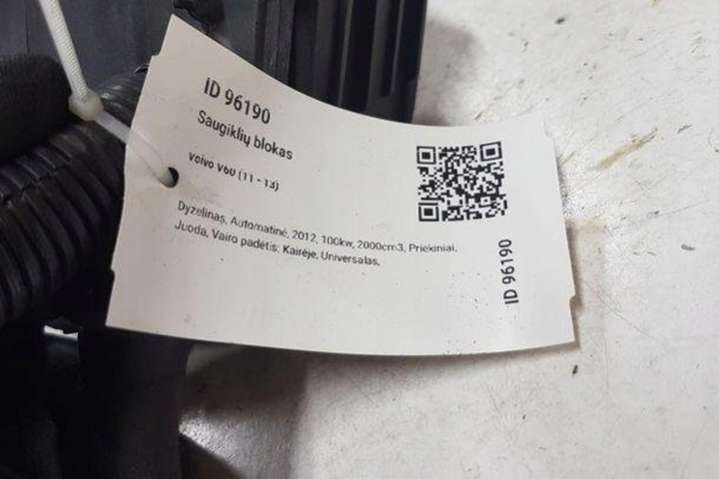 ID 96190
Saugiklių blokas
Volvo V60 (11 - 13)
Dyzelinas, Automatinė, 2012, 100kw, 2000cm3, Priekiniai,
Juoda, Vairo padėtis: Kairėje, Universalas,
ID 96190